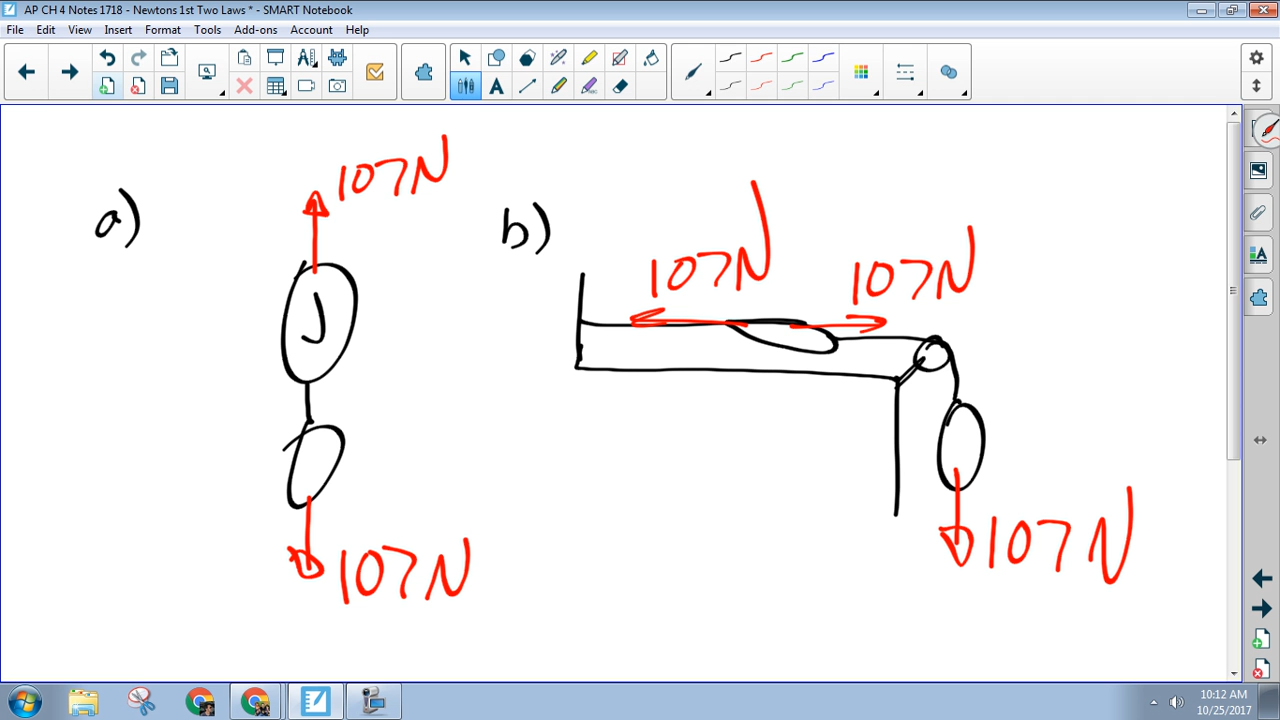 AP CH 4 Notes 1718 - Newtons 1st Two Laws * - SMART Notebook
File Edit View Insert Format Tools Add-ons Account Help
a)
107N
J
107N
b)
107N
107N
107N
10:12 AM
10/25/2017